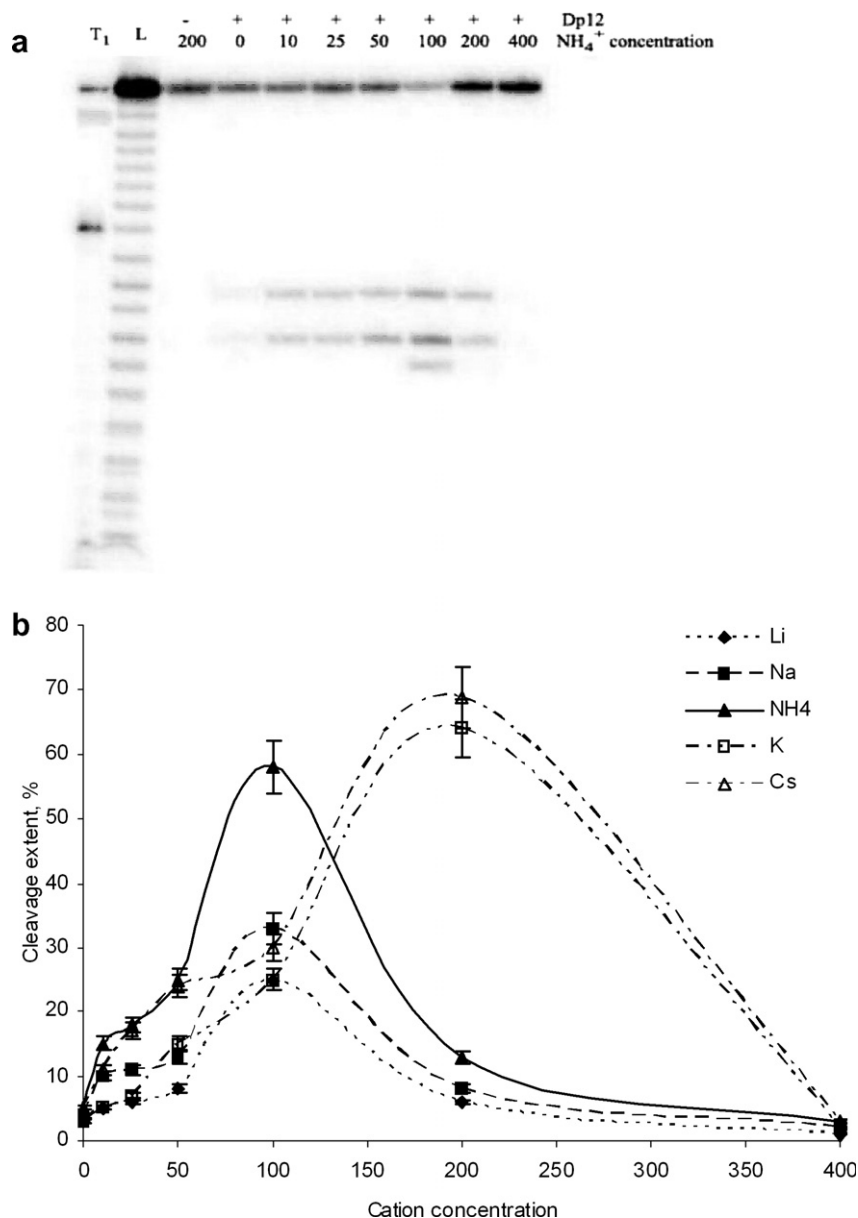 - + + + + + + + Dp12
a T₁ L 200 0 10 25 50 100 200 400 NH₄⁺ concentration
b
80
70
60
50
40
30
20
10
0
Cleavage extent, %
Li
Na
NH4
K
Cs
0 50 100 150 200 250 300 350 400
Cation concentration